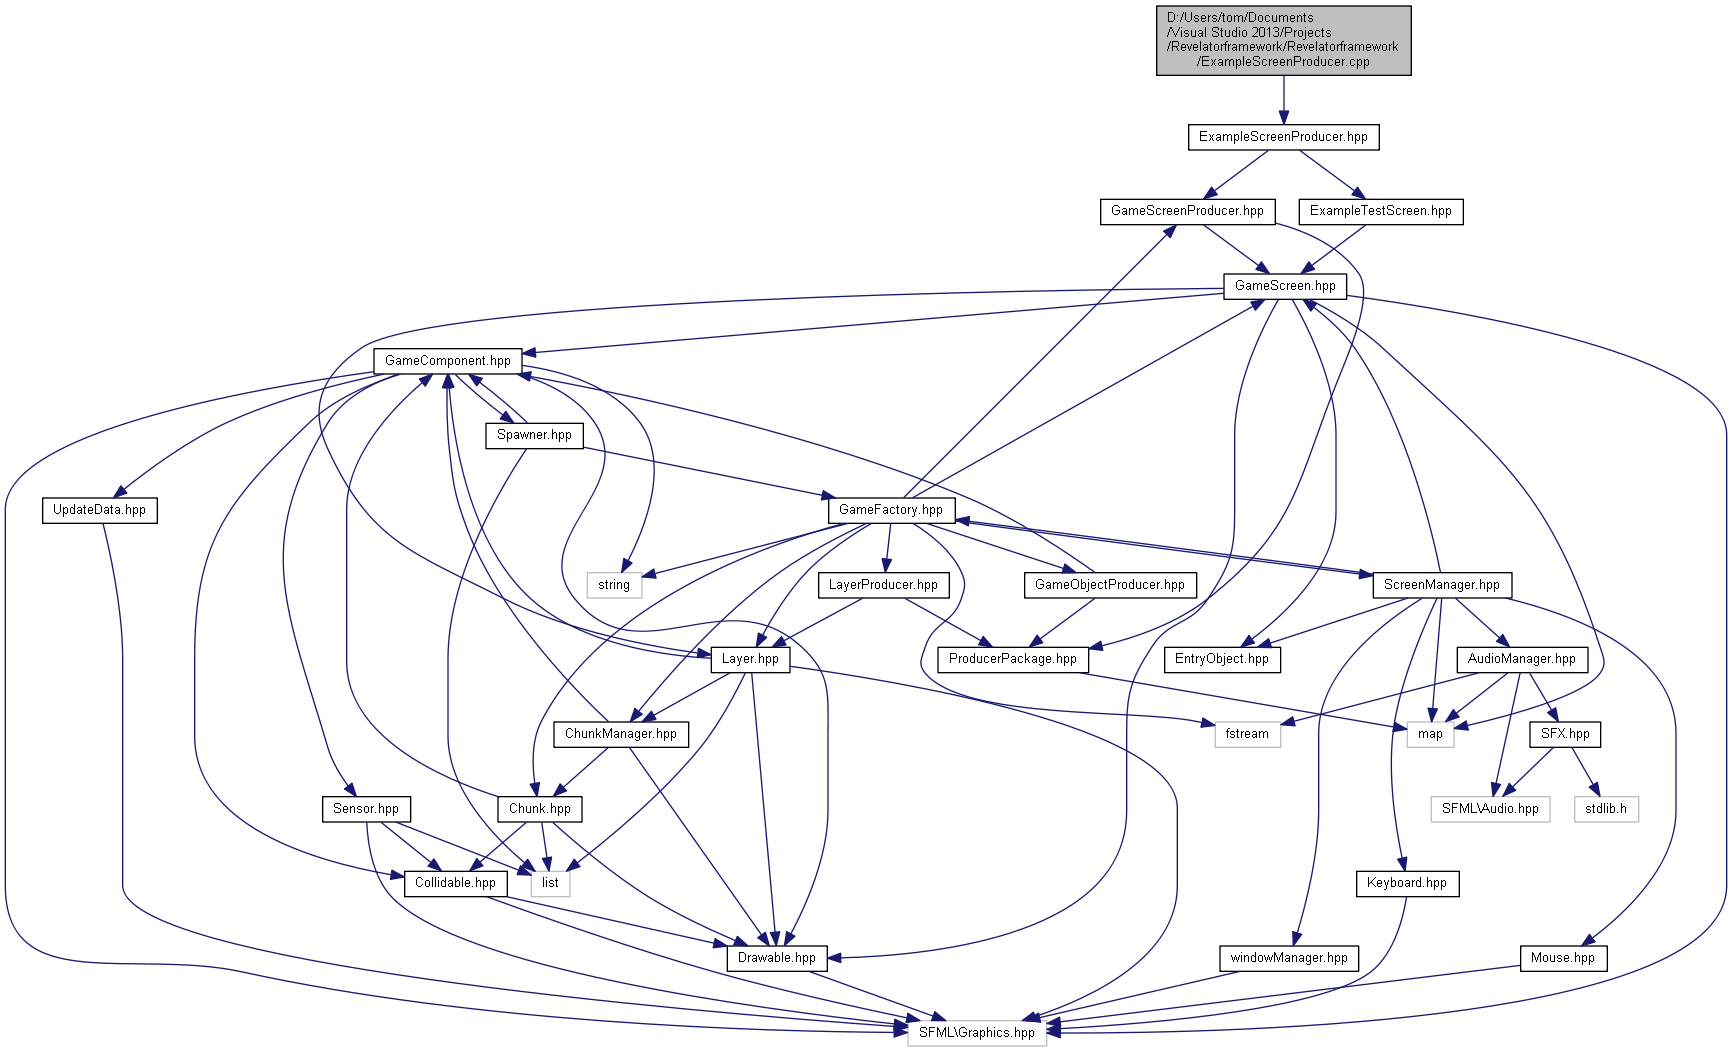 D:/Users/tom/Documents
/Visual Studio 2013/Projects
/Revelatorframework/Revelatorframework
/ExampleScreenProducer.cpp
ExampleScreenProducer.hpp
GameScreenProducer.hpp
ExampleTestScreen.hpp
GameScreen.hpp
GameComponent.hpp
Spawner.hpp
UpdateData.hpp
GameFactory.hpp
string
LayerProducer.hpp
GameObjectProducer.hpp
ScreenManager.hpp
Layer.hpp
ProducerPackage.hpp
EntryObject.hpp
AudioManager.hpp
ChunkManager.hpp
fstream
map
SFX.hpp
Sensor.hpp
Chunk.hpp
SFML\Audio.hpp
stdlib.h
Collidable.hpp
list
Keyboard.hpp
Drawable.hpp
windowManager.hpp
Mouse.hpp
SFML\Graphics.hpp